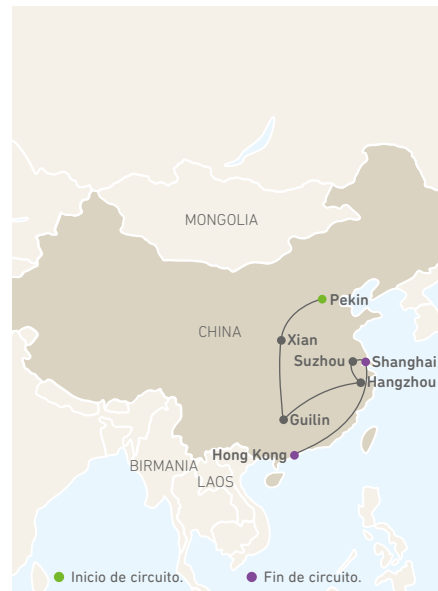 MONGOLIA
Pekin
CHINA
Xian
Suzhou
Shanghai
Hangzhou
Guilin
Hong Kong
BIRMANIA
LAOS
Inicio de circuito.
Fin de circuito.